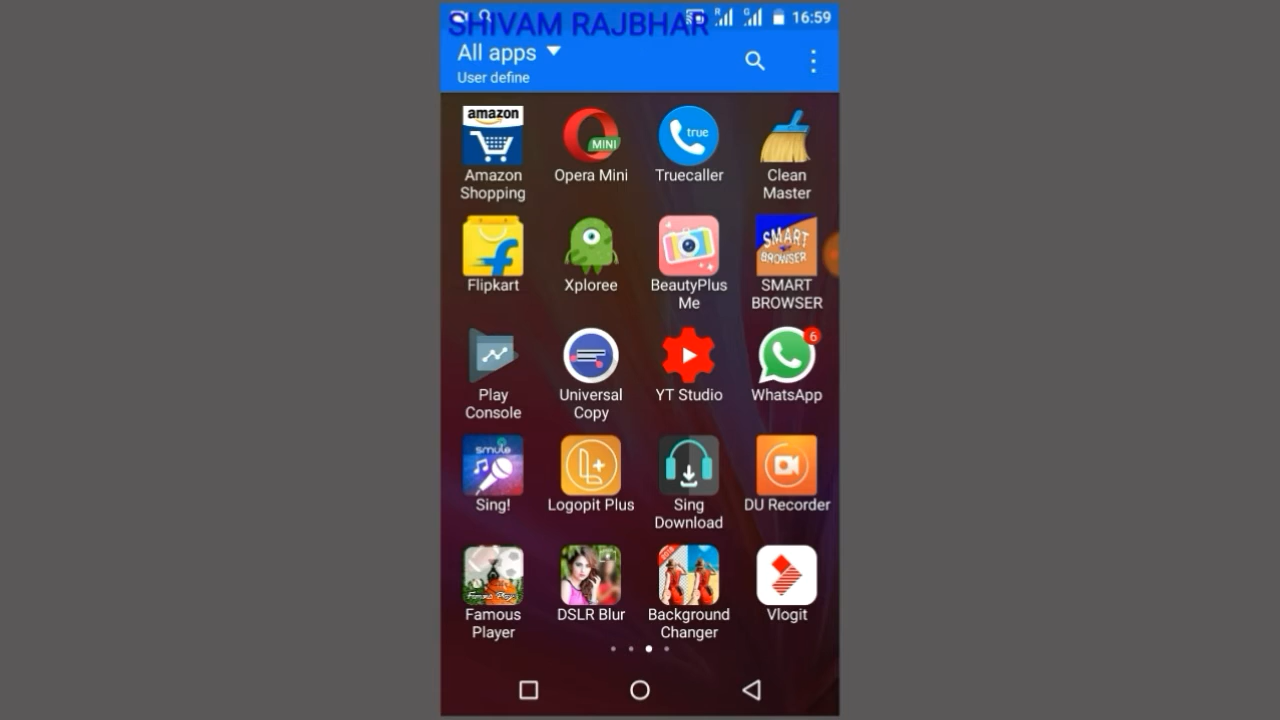 SHIVAM RAJBHAR
R
G
16:59
All apps
User define
amazon
MINI
true
Amazon
Shopping
Opera Mini
Truecaller
Clean
Master
SMART
BROWSER
Flipkart
Xploree
BeautyPlus
Me
SMART
BROWSER
6
Play
Console
Universal
Copy
YT Studio
WhatsApp
smule
Sing!
Logopit Plus
Sing
Download
DU Recorder
Famous Player
Famous
Player
DSLR Blur
Background
Changer
Vlogit